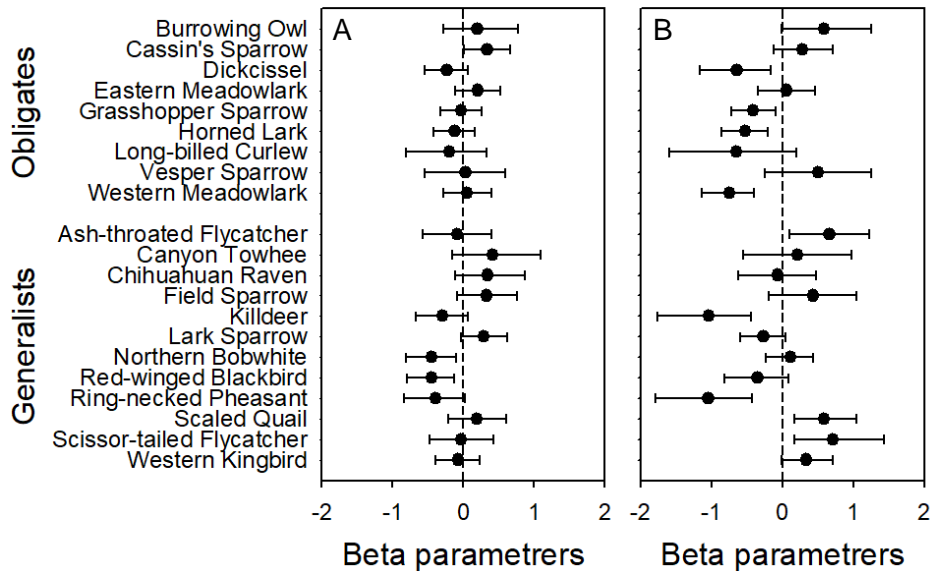 A
B
Obligates
Burrowing Owl
Cassin's Sparrow
Dickcissel
Eastern Meadowlark
Grasshopper Sparrow
Horned Lark
Long-billed Curlew
Vesper Sparrow
Western Meadowlark
Generalists
Ash-throated Flycatcher
Canyon Towhee
Chihuahuan Raven
Field Sparrow
Killdeer
Lark Sparrow
Northern Bobwhite
Red-winged Blackbird
Ring-necked Pheasant
Scaled Quail
Scissor-tailed Flycatcher
Western Kingbird
-2 -1 0 1 2
-2 -1 0 1 2
Beta parametrers
Beta parametrers